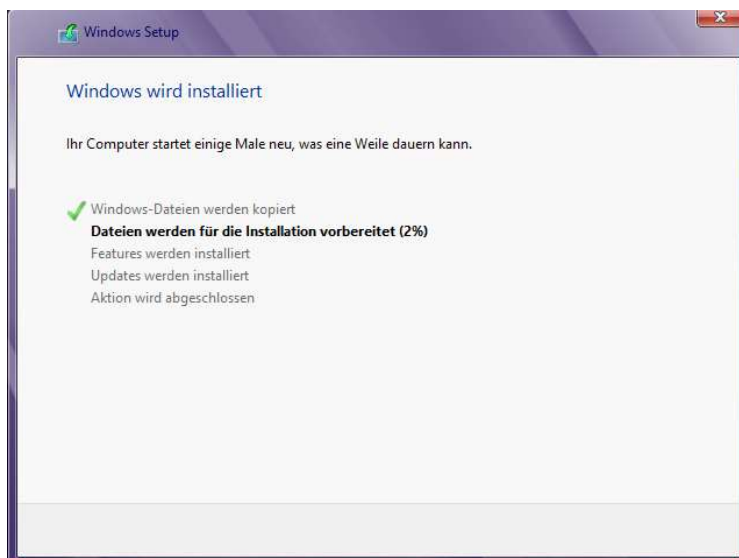 Windows Setup
Windows wird installiert
Ihr Computer startet einige Male neu, was eine Weile dauern kann.
Windows-Dateien werden kopiert
Dateien werden für die Installation vorbereitet (2%)
Features werden installiert
Updates werden installiert
Aktion wird abgeschlossen